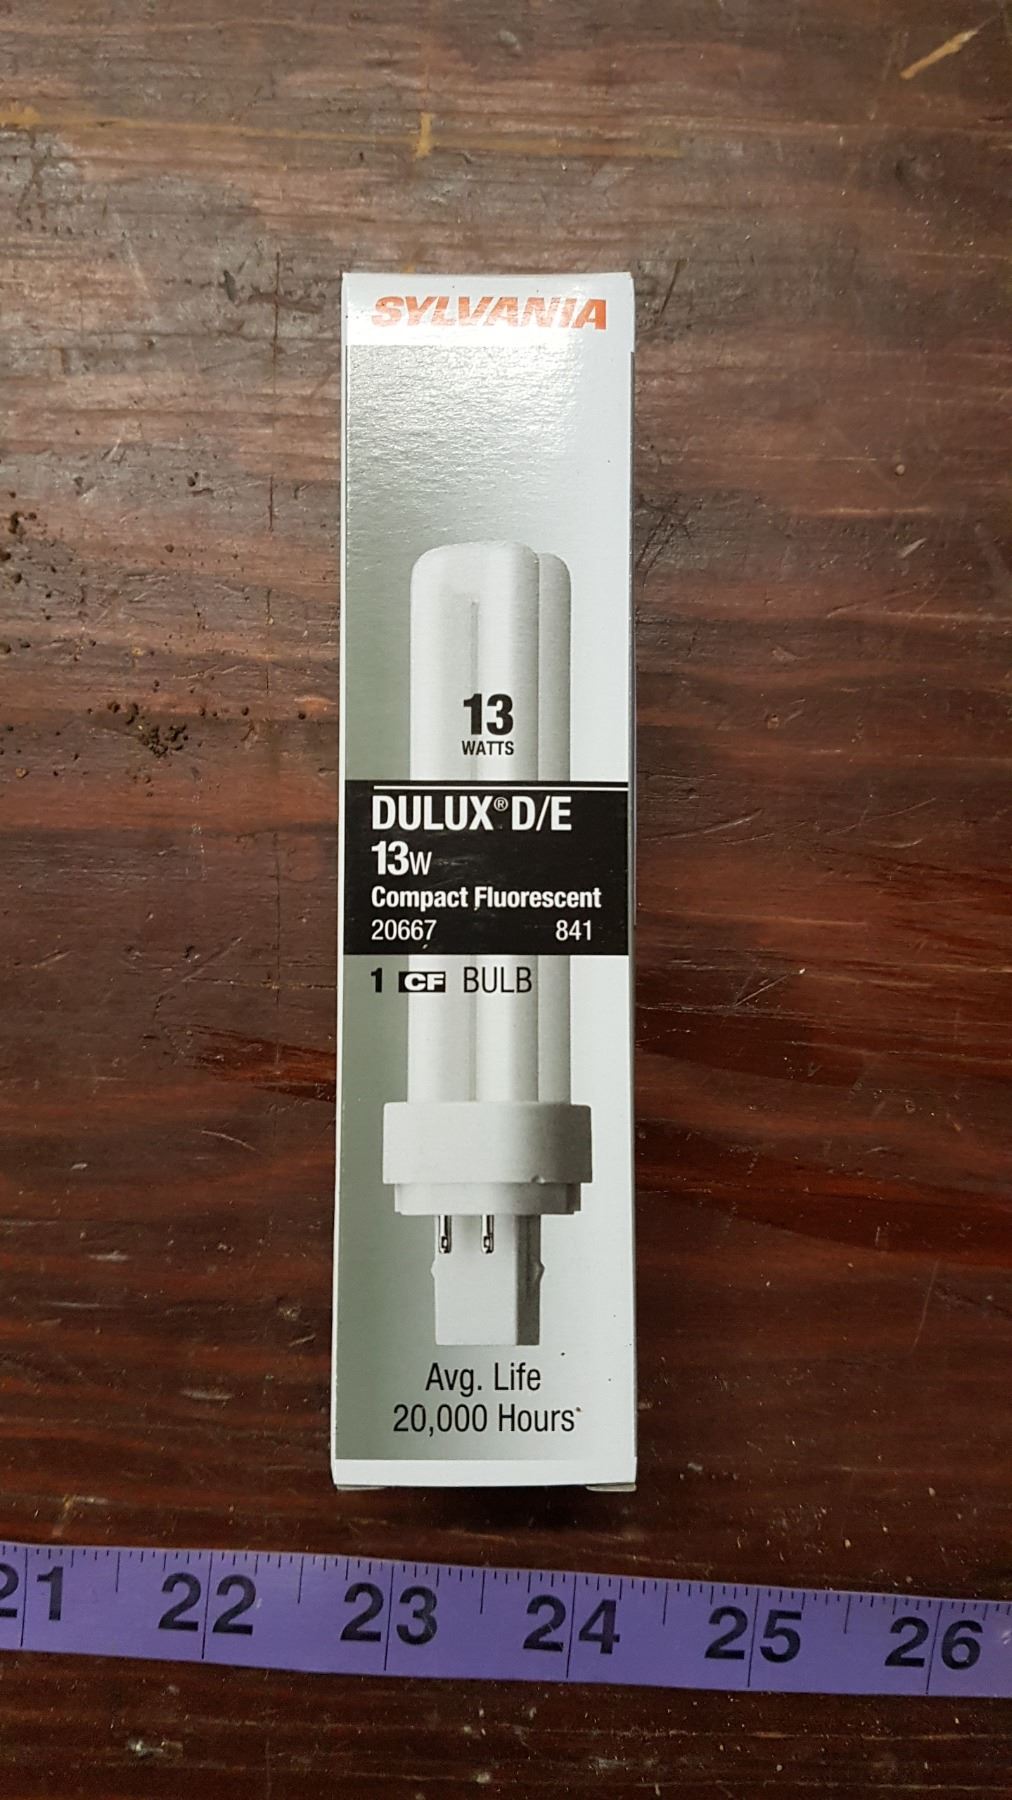 SYLVANIA
13
WATTS
DULUX® D/E
13W
Compact Fluorescent
20667 841
1 CF BULB
Avg. Life
20,000 Hours*
21 22 23 24 25 26